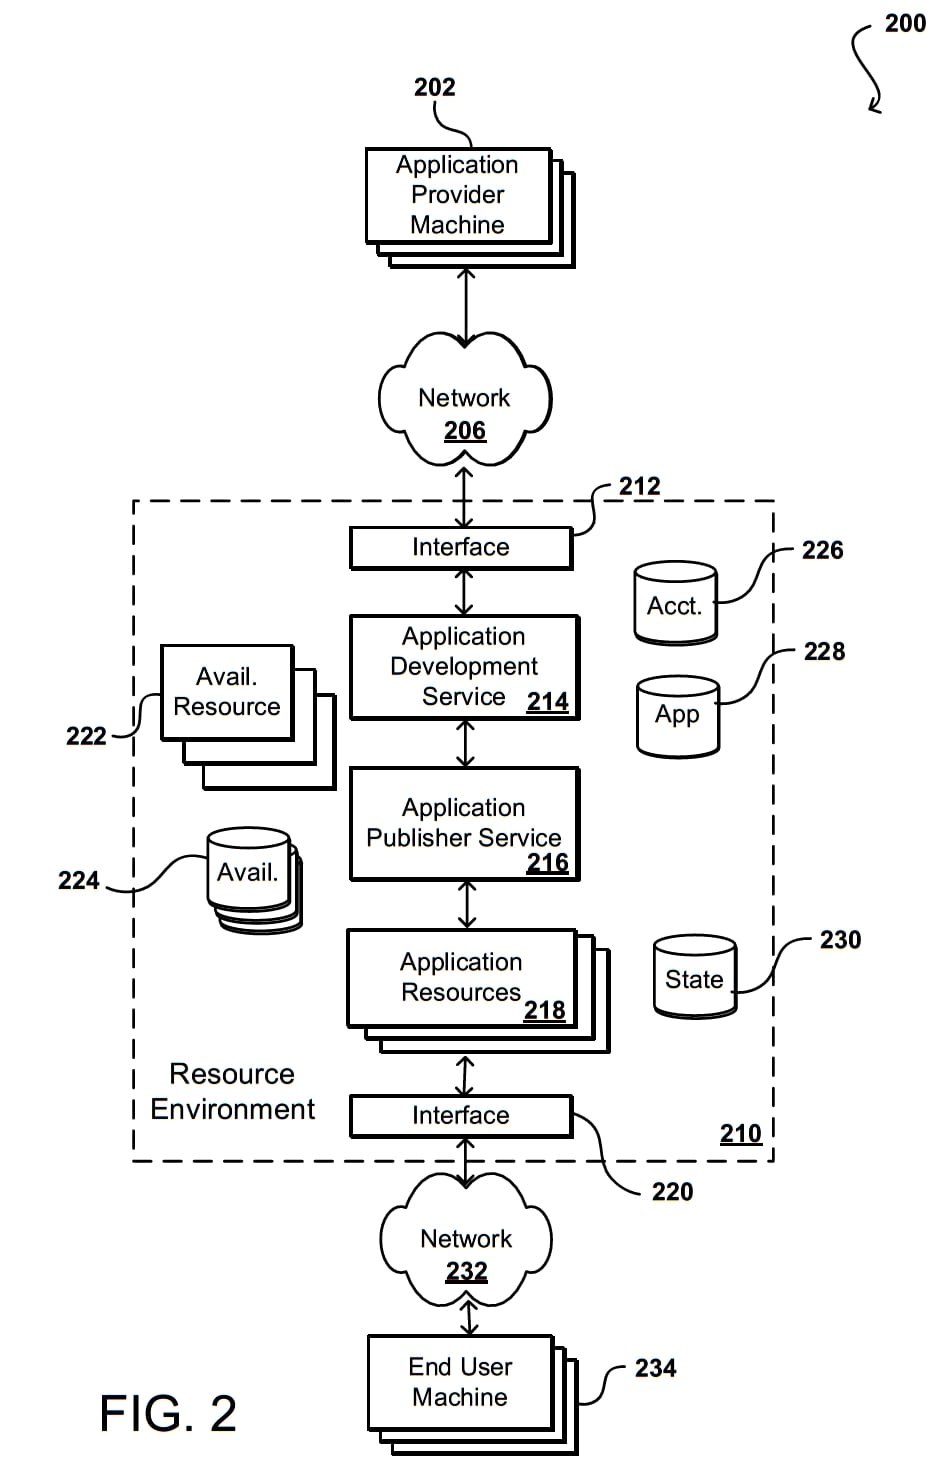 200
202
Application
Provider
Machine
Network
206
212
Interface
226
Acct.
Application
Development
Service 214
228
App
Avail.
Resource
222
Application
Publisher Service
216
Avail.
224
230
State
Application
Resources
218
Resource
Environment
Interface
210
220
Network
232
End User
Machine
234
FIG. 2